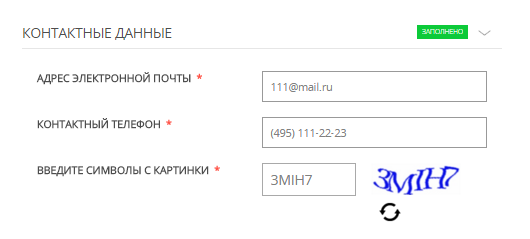 КОНТАКТНЫЕ ДАННЫЕ ЗАПОЛНЕНО
АДРЕС ЭЛЕКТРОННОЙ ПОЧТЫ * 111@mail.ru
КОНТАКТНЫЙ ТЕЛЕФОН * (495) 111-22-23
ВВЕДИТЕ СИМВОЛЫ С КАРТИНКИ * 3MIH7 3MIH7